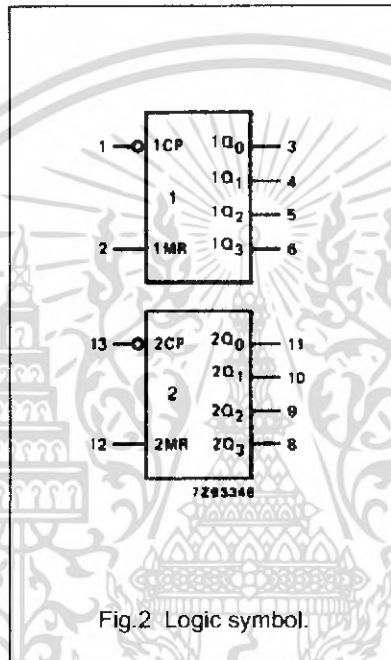 1 1CP 1Q0 3
1Q1 4
1
1Q2 5
2 1MR 1Q3 6
13 2CP 2Q0 11
2Q1 10
2
2Q2 9
12 2MR 2Q3 8
7Z93346
Fig.2 Logic symbol.